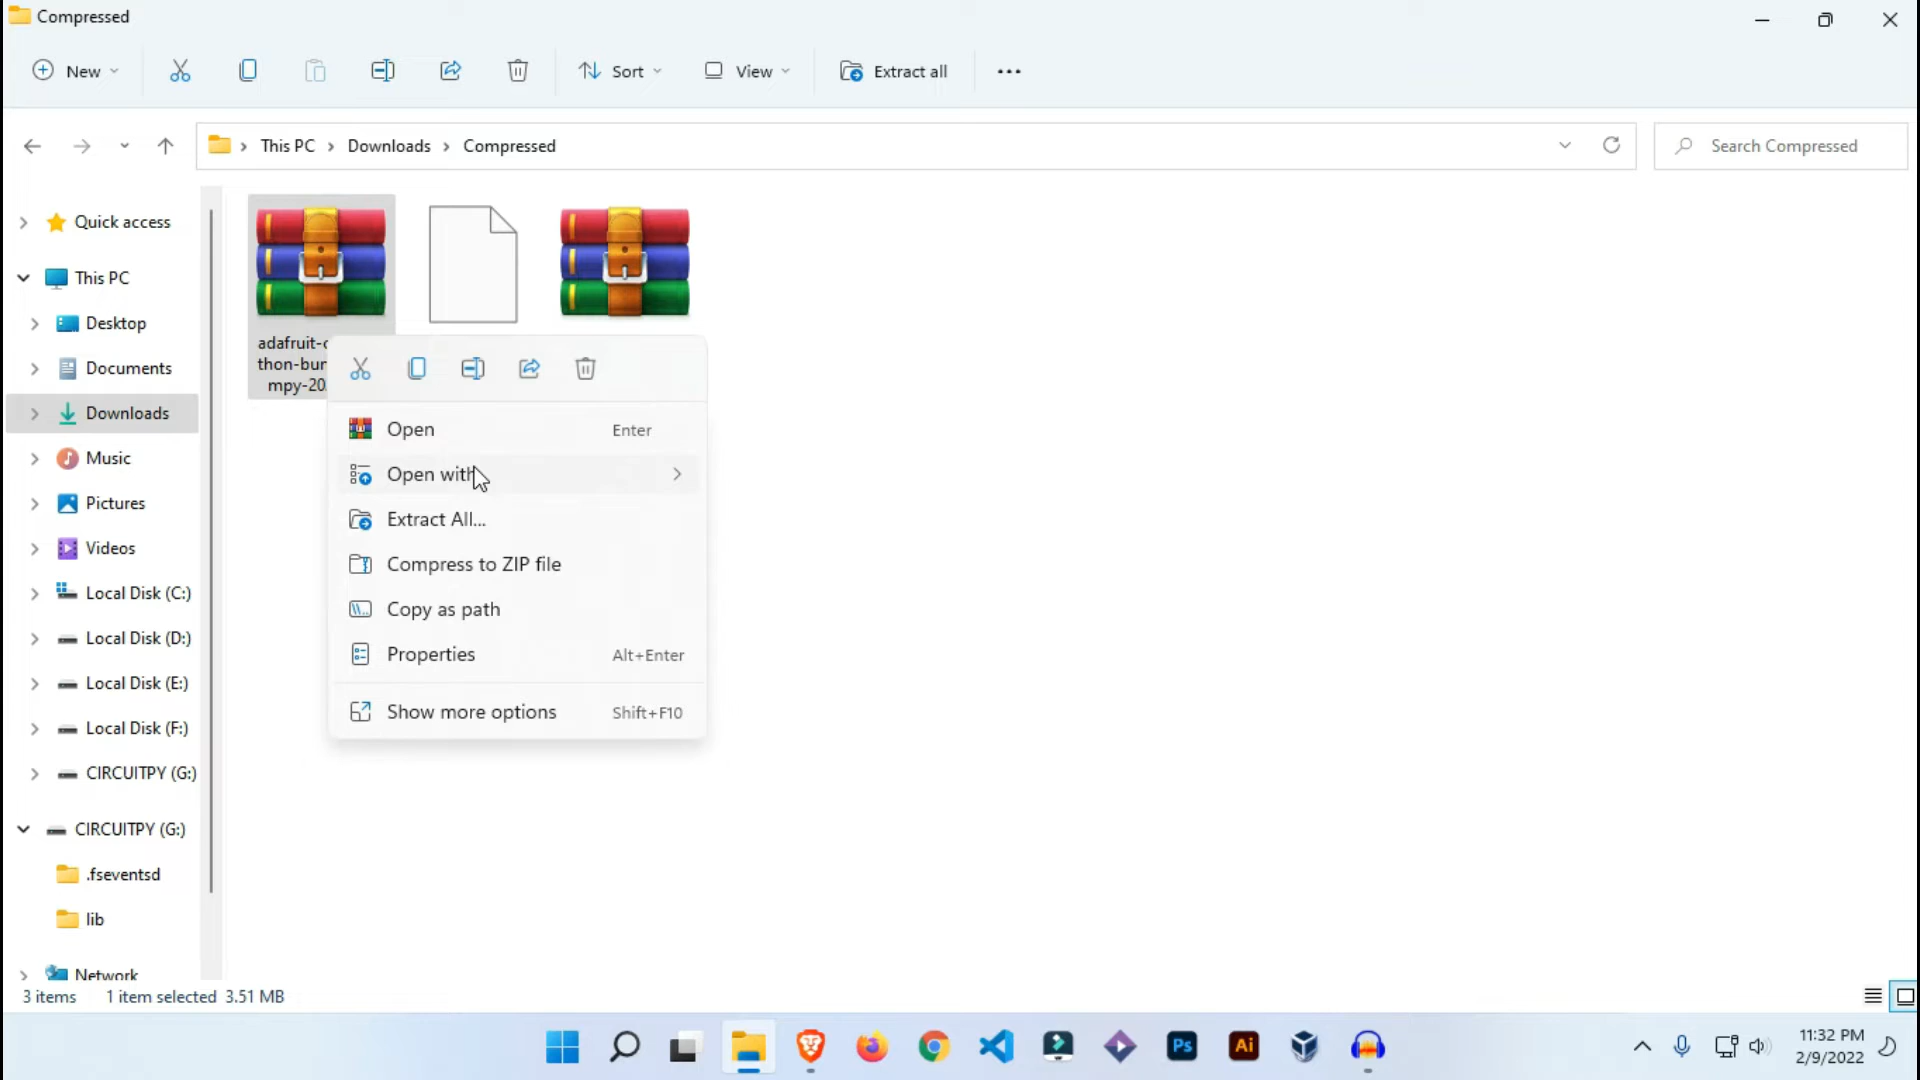 Compressed
New
Sort
View
Extract all
This PC
Downloads
Compressed
Search Compressed
Quick access
This PC
Desktop
Documents
Downloads
Music
Pictures
Videos
Local Disk (C:)
Local Disk (D:)
Local Disk (E:)
Local Disk (F:)
CIRCUITPY (G:)
CIRCUITPY (G:)
.fseventsd
lib
Network
adafruit-c
thon-bun
mpy-20
Open Enter
Open with
Extract All...
Compress to ZIP file
Copy as path
Properties Alt+Enter
Show more options Shift+F10
3 items 1 item selected 3.51 MB
Ps
Ai
11:32 PM
2/9/2022